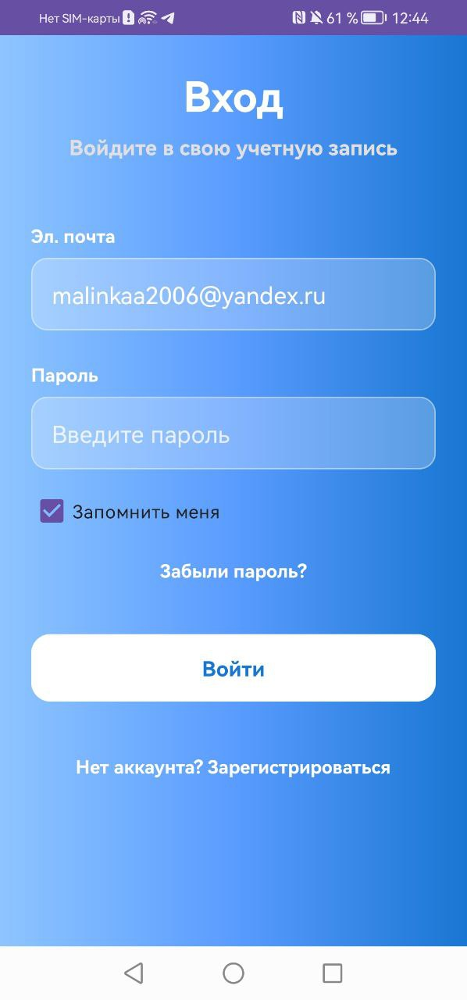 Нет SIM-карты 61 % 12:44
Вход
Войдите в свою учетную запись
Эл. почта
malinkaa2006@yandex.ru
Пароль
Введите пароль
Запомнить меня
Забыли пароль?
Войти
Нет аккаунта? Зарегистрироваться